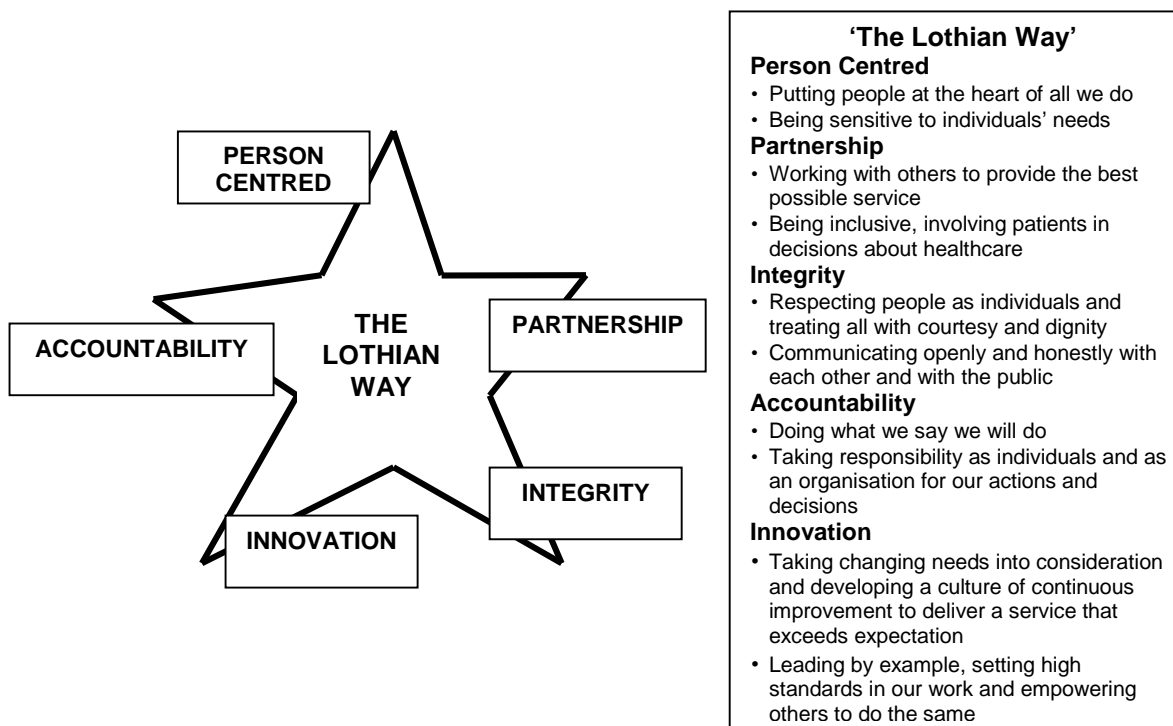 PERSON
CENTRED
ACCOUNTABILITY
THE
LOTHIAN
WAY
PARTNERSHIP
INTEGRITY
INNOVATION
‘The Lothian Way’
Person Centred
• Putting people at the heart of all we do
• Being sensitive to individuals’ needs
Partnership
• Working with others to provide the best
possible service
• Being inclusive, involving patients in
decisions about healthcare
Integrity
• Respecting people as individuals and
treating all with courtesy and dignity
• Communicating openly and honestly with
each other and with the public
Accountability
• Doing what we say we will do
• Taking responsibility as individuals and as
an organisation for our actions and
decisions
Innovation
• Taking changing needs into consideration
and developing a culture of continuous
improvement to deliver a service that
exceeds expectation
• Leading by example, setting high
standards in our work and empowering
others to do the same